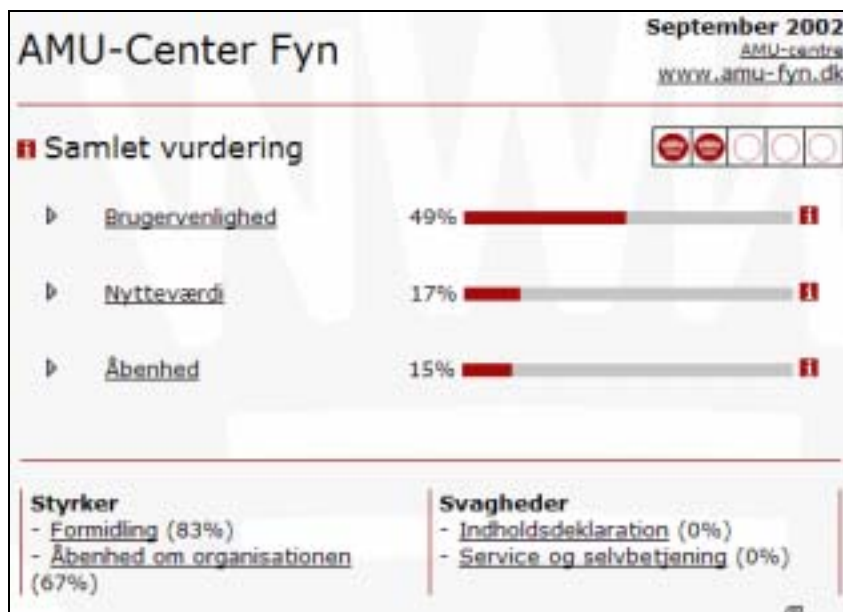 AMU-Center Fyn
September 2002
AMU-centre
www.amu-fyn.dk
Samlet vurdering
Brugervenlighed 49%
Nytteværdi 17%
Åbenhed 15%
Styrker
- Formidling (83%)
- Åbenhed om organisationen
(67%)
Svagheder
- Indholdsdeklaration (0%)
- Service og selvbetjening (0%)